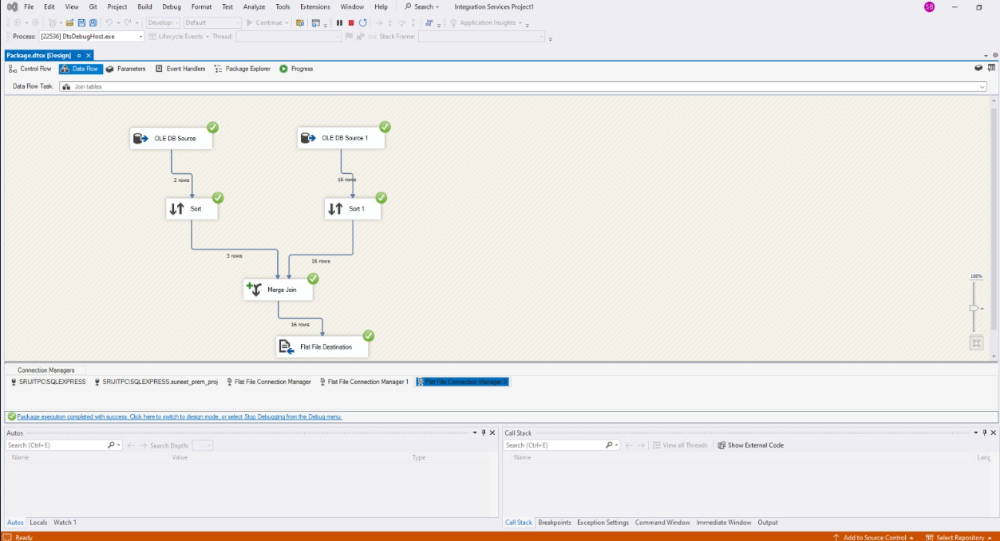 File Edit View Git Project Build Debug Format Test Analyze Tools Extensions Window Help Search Integration Services Project1 SB
Develop Default Continue Application Insights
Process: [22536] DtsDebugHost.exe Lifecycle Events Thread: Stack Frame:
Package.dtsx [Design]
Control Flow Data Flow Parameters Event Handlers Package Explorer Progress
Data Flow Task: Join tables
OLE DB Source OLE DB Source 1
3 rows 16 rows
Sort Sort 1
3 rows 16 rows
100%
Merge Join
16 rows
Flat File Destination
Connection Managers
SRIJITPC\SQLEXPRESS SRIJITPC\SQLEXPRESS.suneet_prem_proj Flat File Connection Manager Flat File Connection Manager 1 Flat File Connection Manager 2
Package execution completed with success. Click here to switch to design mode, or select Stop Debugging from the Debug menu.
Autos Call Stack
Search (Ctrl+E) Search Depth: Search (Ctrl+E) View all Threads Show External Code
Name Value Type Name Lang
Autos Locals Watch 1 Call Stack Breakpoints Exception Settings Command Window Immediate Window Output
Ready Add to Source Control Select Repository